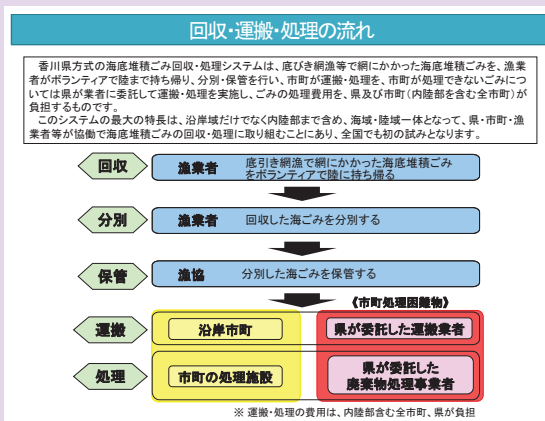 回収・運搬・処理の流れ
香川県方式の海底堆積ごみ回収・処理システムは、底びき網漁等で網にかかった海底堆積ごみを、漁業
者がボランティアで陸まで持ち帰り、分別・保管を行い、市町が運搬・処理を、市町が処理できないごみにつ
いては県が業者に委託して運搬・処理を実施し、ごみの処理費用を、県及び市町（内陸部を含む全市町）が
負担するものです。
このシステムの最大の特長は、沿岸域だけでなく内陸部まで含め、海域・陸域一体となって、県・市町・漁
業者等が協働で海底堆積ごみの回収・処理に取り組むことにあり、全国でも初の試みとなります。
回収
漁業者
底引き網漁で網にかかった海底堆積ごみ
をボランティアで陸に持ち帰る
分別
漁業者
回収した海ごみを分別する
保管
漁協
分別した海ごみを保管する
《市町処理困難物》
運搬
沿岸市町
県が委託した運搬業者
処理
市町の処理施設
県が委託した
廃棄物処理事業者
※ 運搬・処理の費用は、内陸部含む全市町、県が負担